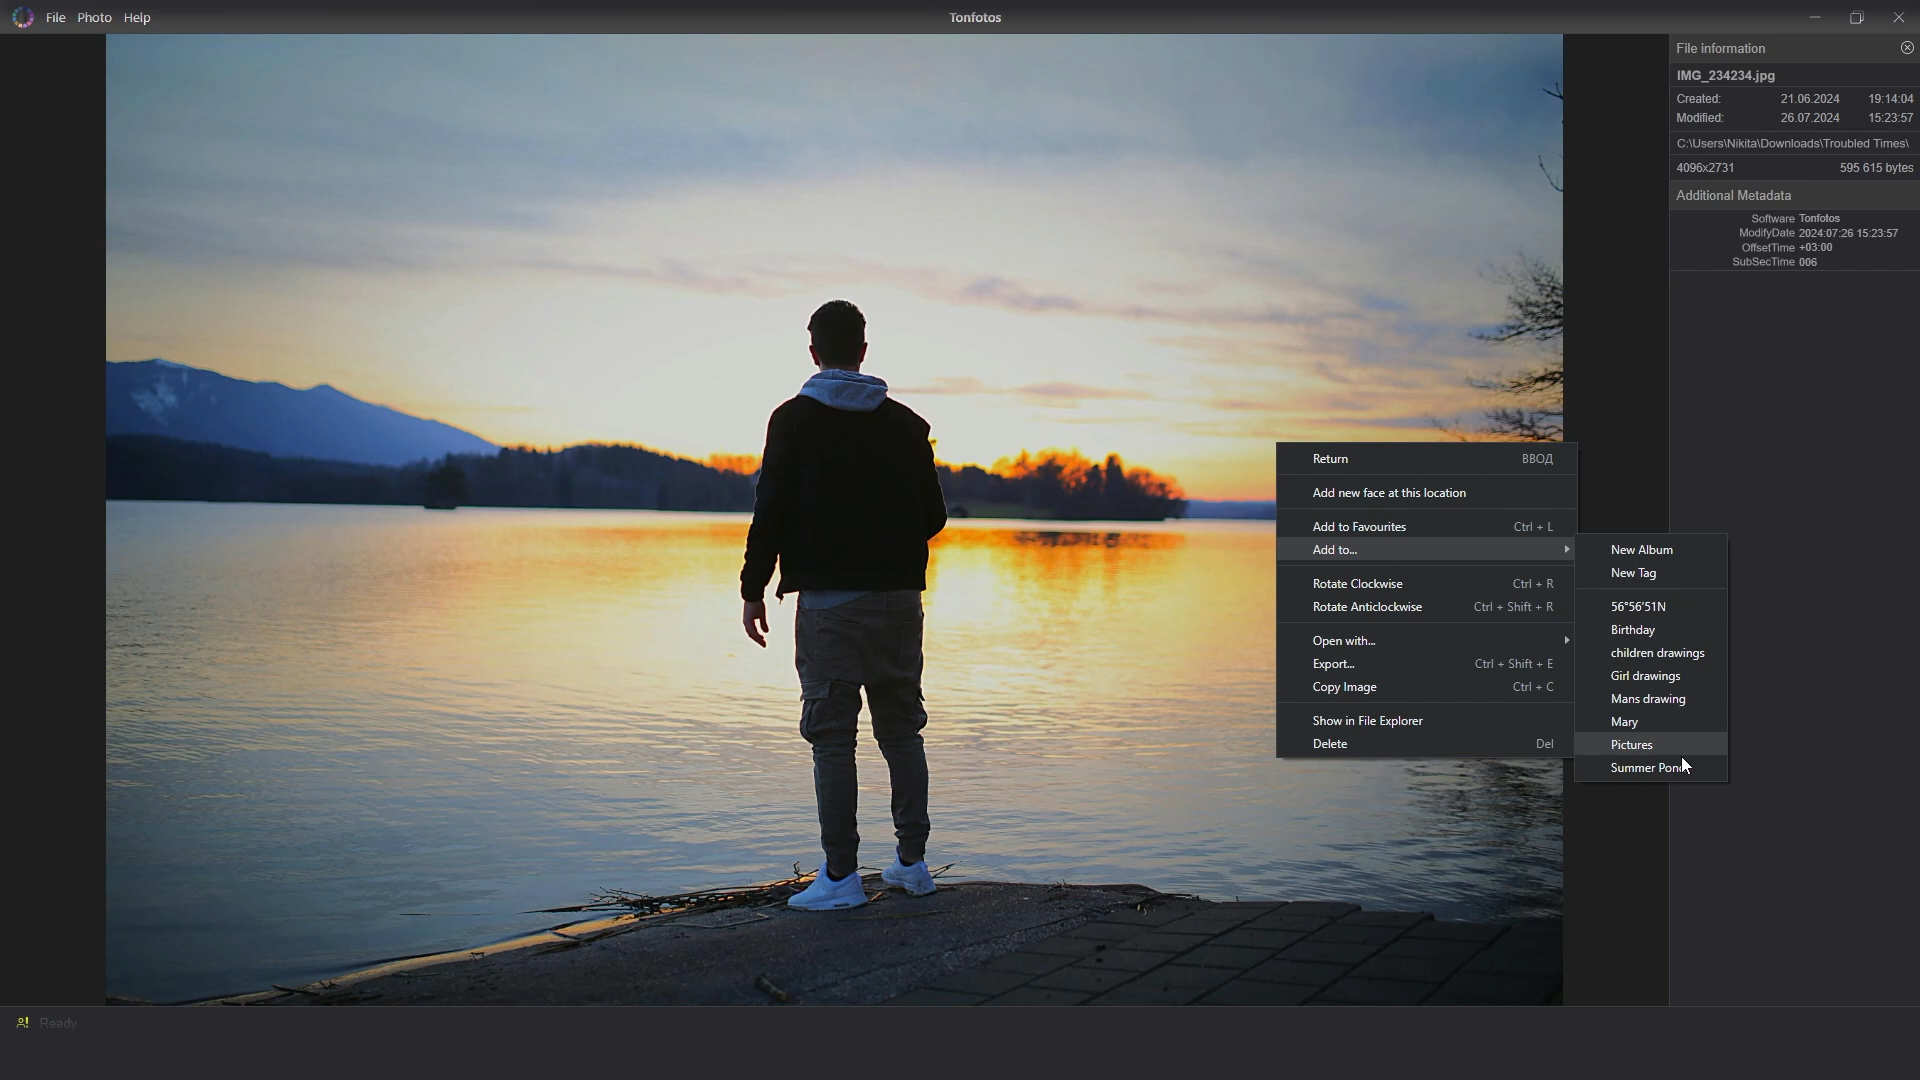 File Photo Help
Tonfotos
File information
IMG_234234.jpg
Created: 21.06.2024 19:14:04
Modified: 26.07.2024 15:23:57
C:\Users\Nikita\Downloads\Troubled Times\
4096x2731 595 615 bytes
Additional Metadata
Software Tonfotos
ModifyDate 2024:07:26 15:23:57
OffsetTime +03:00
SubSecTime 006
Return ВВОД
Add new face at this location
Add to Favourites Ctrl + L
Add to...
Rotate Clockwise Ctrl + R
Rotate Anticlockwise Ctrl + Shift + R
Open with...
Export... Ctrl + Shift + E
Copy Image Ctrl + C
Show in File Explorer
Delete Del
New Album
New Tag
56°56'51N
Birthday
children drawings
Girl drawings
Mans drawing
Mary
Pictures
Summer Pond
Ready.